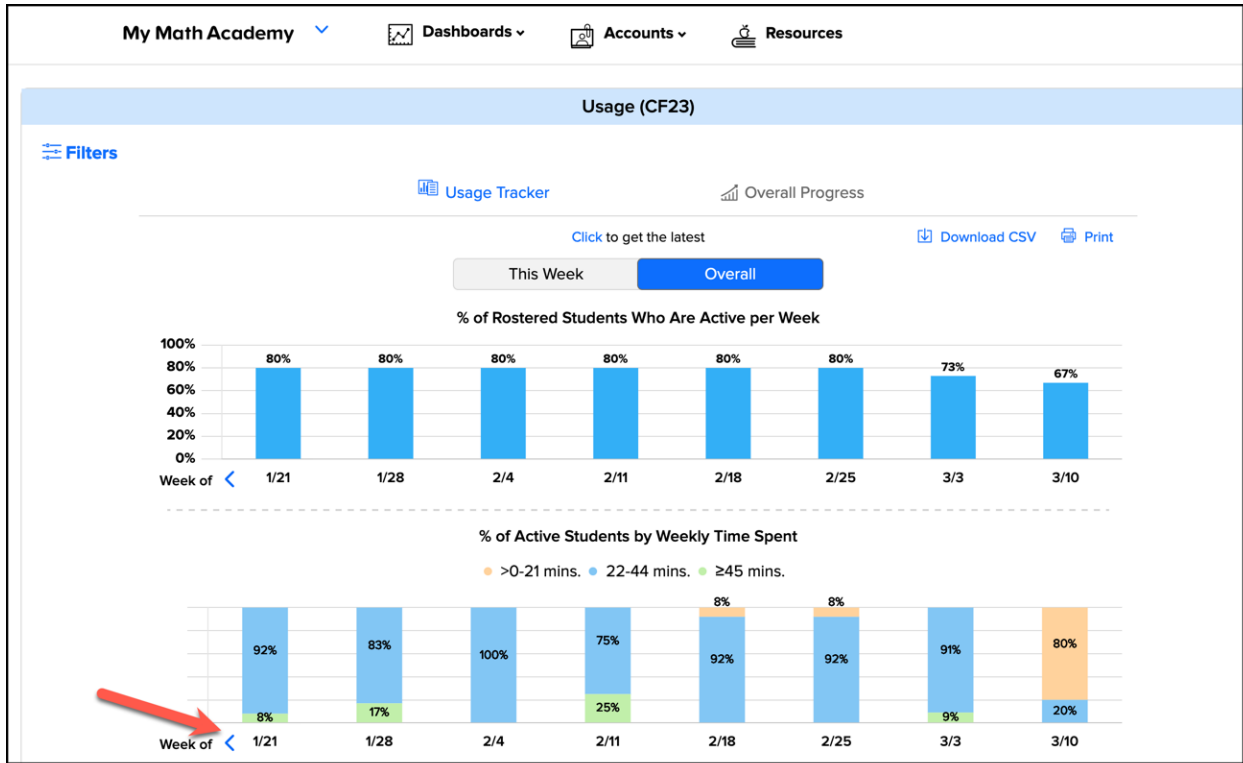 My Math Academy Dashboards Accounts Resources
Usage (CF23)
Filters
Usage Tracker Overall Progress
Click to get the latest Download CSV Print
This Week Overall
% of Rostered Students Who Are Active per Week
100%
80% 80% 80% 80% 80% 80% 80% 73% 67%
60%
40%
20%
0%
Week of 1/21 1/28 2/4 2/11 2/18 2/25 3/3 3/10
% of Active Students by Weekly Time Spent
>0-21 mins. 22-44 mins. ≥45 mins.
8% 8%
92% 83% 100% 75% 92% 92% 91% 80%
8% 17% 25% 9% 20%
Week of 1/21 1/28 2/4 2/11 2/18 2/25 3/3 3/10